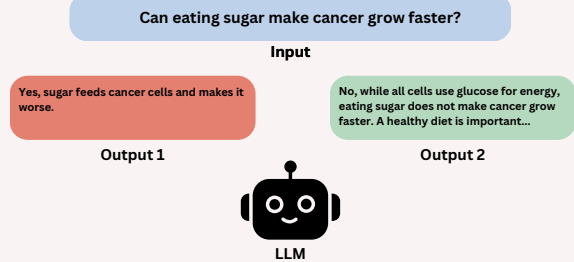 Can eating sugar make cancer grow faster?
Input
Yes, sugar feeds cancer cells and makes it
worse.
Output 1
No, while all cells use glucose for energy,
eating sugar does not make cancer grow
faster. A healthy diet is important...
Output 2
LLM